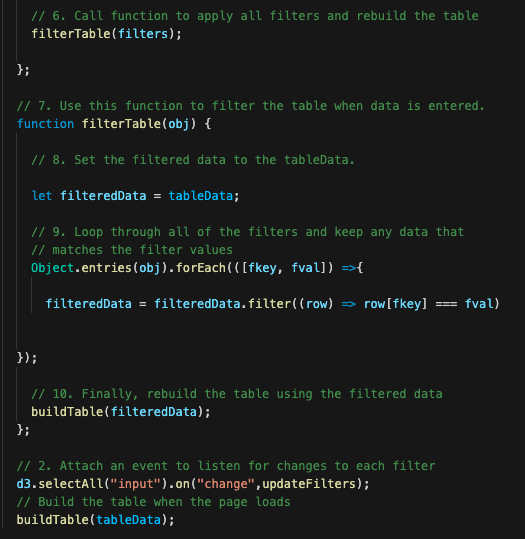 // 6. Call function to apply all filters and rebuild the table
filterTable(filters);
};
// 7. Use this function to filter the table when data is entered.
function filterTable(obj) {
// 8. Set the filtered data to the tableData.
let filteredData = tableData;
// 9. Loop through all of the filters and keep any data that
// matches the filter values
Object.entries(obj).forEach(([fkey, fval]) =>{
filteredData = filteredData.filter((row) => row[fkey] === fval)
});
// 10. Finally, rebuild the table using the filtered data
buildTable(filteredData);
};
// 2. Attach an event to listen for changes to each filter
d3.selectAll("input").on("change",updateFilters);
// Build the table when the page loads
buildTable(tableData);